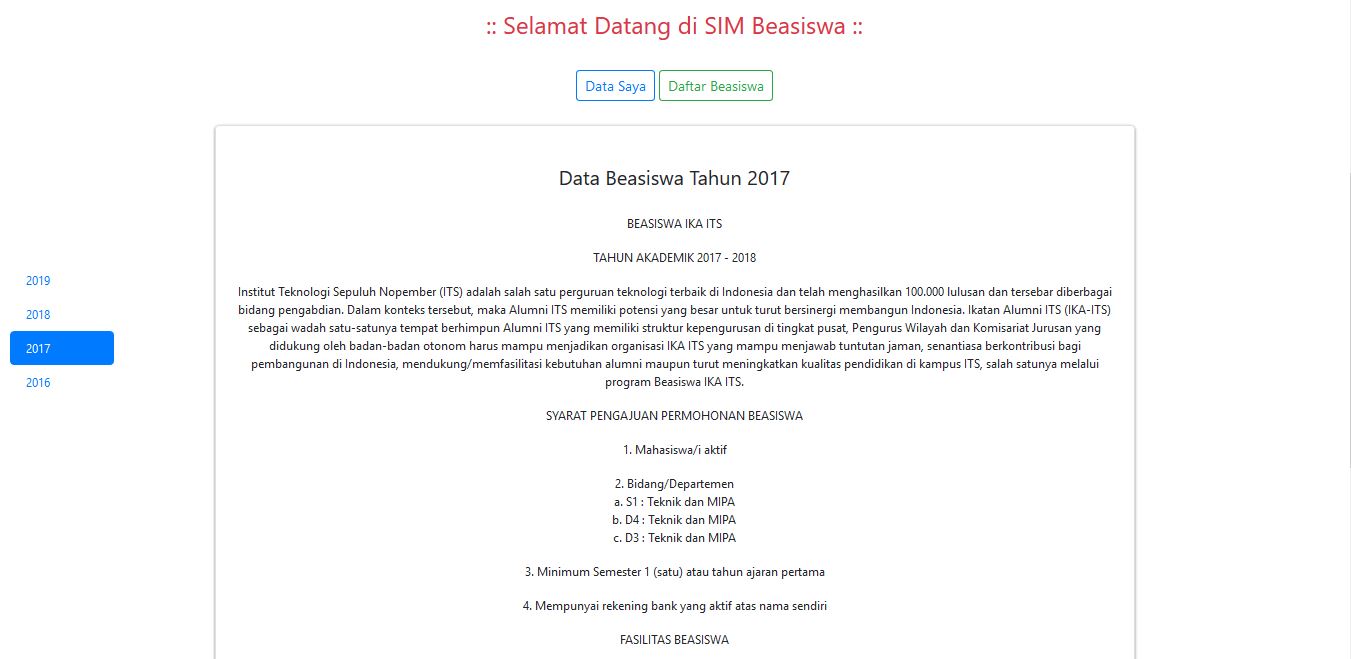 :: Selamat Datang di SIM Beasiswa ::
Data Saya
Daftar Beasiswa
2019
2018
2017
2016
Data Beasiswa Tahun 2017
BEASISWA IKA ITS
TAHUN AKADEMIK 2017 - 2018
Institut Teknologi Sepuluh Nopember (ITS) adalah salah satu perguruan teknologi terbaik di Indonesia dan telah menghasilkan 100.000 lulusan dan tersebar diberbagai
bidang pengabdian. Dalam konteks tersebut, maka Alumni ITS memiliki potensi yang besar untuk turut bersinergi membangun Indonesia. Ikatan Alumni ITS (IKA-ITS)
sebagai wadah satu-satunya tempat berhimpun Alumni ITS yang memiliki struktur kepengurusan di tingkat pusat, Pengurus Wilayah dan Komisariat Jurusan yang
didukung oleh badan-badan otonom harus mampu menjadikan organisasi IKA ITS yang mampu menjawab tuntutan jaman, senantiasa berkontribusi bagi
pembangunan di Indonesia, mendukung/memfasilitasi kebutuhan alumni maupun turut meningkatkan kualitas pendidikan di kampus ITS, salah satunya melalui
program Beasiswa IKA ITS.
SYARAT PENGAJUAN PERMOHONAN BEASISWA
1. Mahasiswa/i aktif
2. Bidang/Departemen
a. S1 : Teknik dan MIPA
b. D4 : Teknik dan MIPA
c. D3 : Teknik dan MIPA
3. Minimum Semester 1 (satu) atau tahun ajaran pertama
4. Mempunyai rekening bank yang aktif atas nama sendiri
FASILITAS BEASISWA